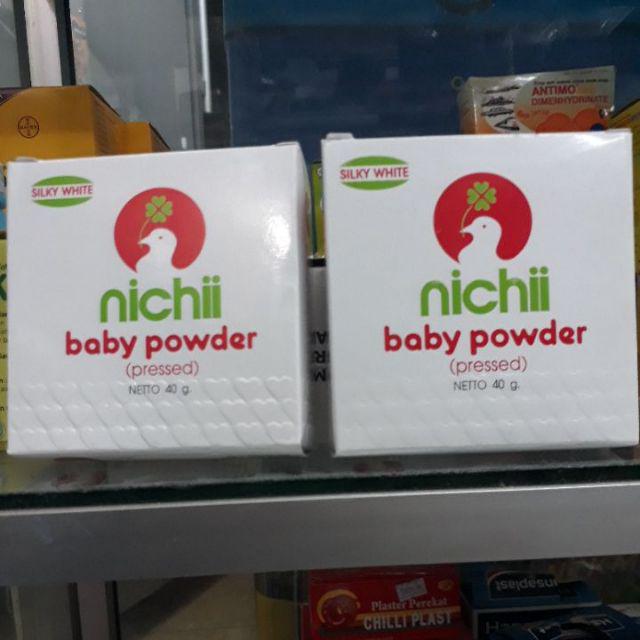 SILKY WHITE
nichii
baby powder
(pressed)
NETTO 40 g.
SILKY WHITE
nichii
baby powder
(pressed)
NETTO 40 g.
ANTIMO
DIMENHYDRINATE
BAYER
Plaster Perekat
CHILLI PLAST